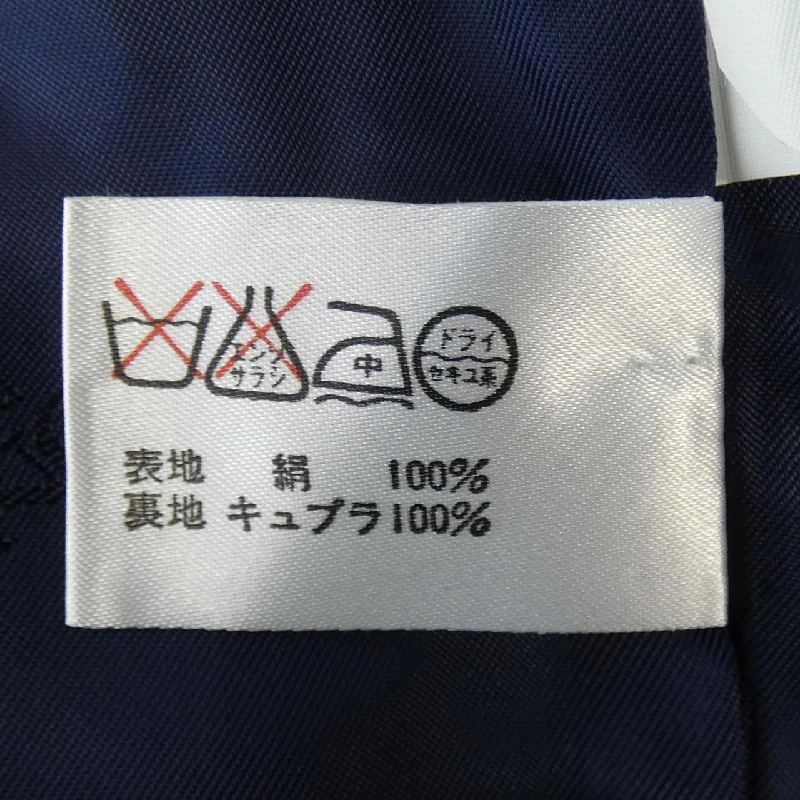 エンソ
サラシ
中
ドライ
セキユ系
表地 絹 100%
裏地 キュプラ100%